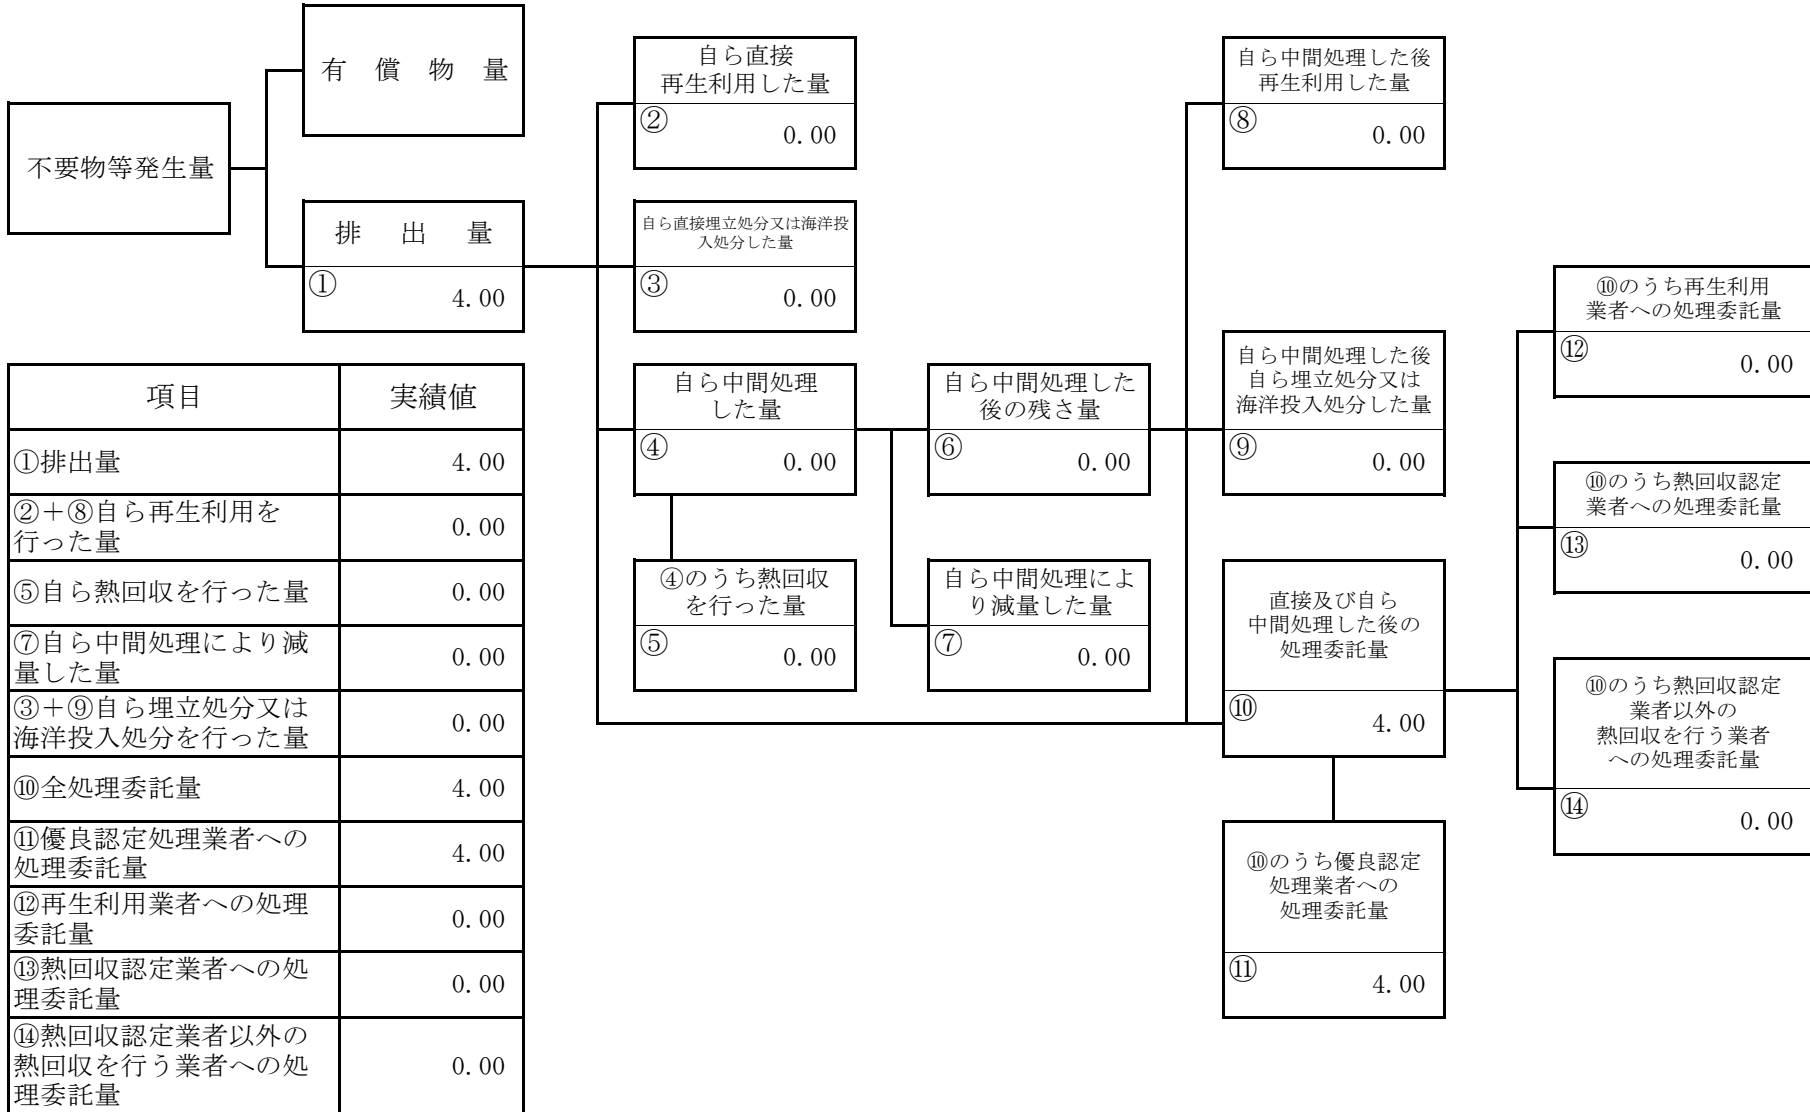 有 償 物 量
不要物等発生量
排 出 量
① 4.00
自ら直接
再生利用した量
② 0.00
自ら直接埋立処分又は海洋投
入処分した量
③ 0.00
自ら中間処理
した量
④ 0.00
④のうち熱回収
を行った量
⑤ 0.00
自ら中間処理した
後の残さ量
⑥ 0.00
自ら中間処理によ
り減量した量
⑦ 0.00
自ら中間処理した後
再生利用した量
⑧ 0.00
自ら中間処理した後
自ら埋立処分又は
海洋投入処分した量
⑨ 0.00
直接及び自ら
中間処理した後の
処理委託量
⑩ 4.00
⑩のうち優良認定
処理業者への
処理委託量
⑪ 4.00
⑩のうち再生利用
業者への処理委託量
⑫ 0.00
⑩のうち熱回収認定
業者への処理委託量
⑬ 0.00
⑩のうち熱回収認定
業者以外の
熱回収を行う業者
への処理委託量
⑭ 0.00
項目 実績値
①排出量 4.00
②＋⑧自ら再生利用を
行った量 0.00
⑤自ら熱回収を行った量 0.00
⑦自ら中間処理により減
量した量 0.00
③＋⑨自ら埋立処分又は
海洋投入処分を行った量 0.00
⑩全処理委託量 4.00
⑪優良認定処理業者への
処理委託量 4.00
⑫再生利用業者への処理
委託量 0.00
⑬熱回収認定業者への処
理委託量 0.00
⑭熱回収認定業者以外の
熱回収を行う業者への処
理委託量 0.00